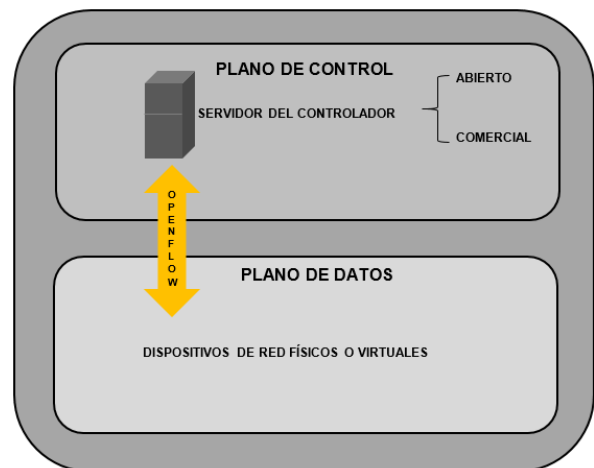 PLANO DE CONTROL
ABIERTO
SERVIDOR DEL CONTROLADOR
COMERCIAL
OPENFLOW
PLANO DE DATOS
DISPOSITIVOS DE RED FÍSICOS O VIRTUALES